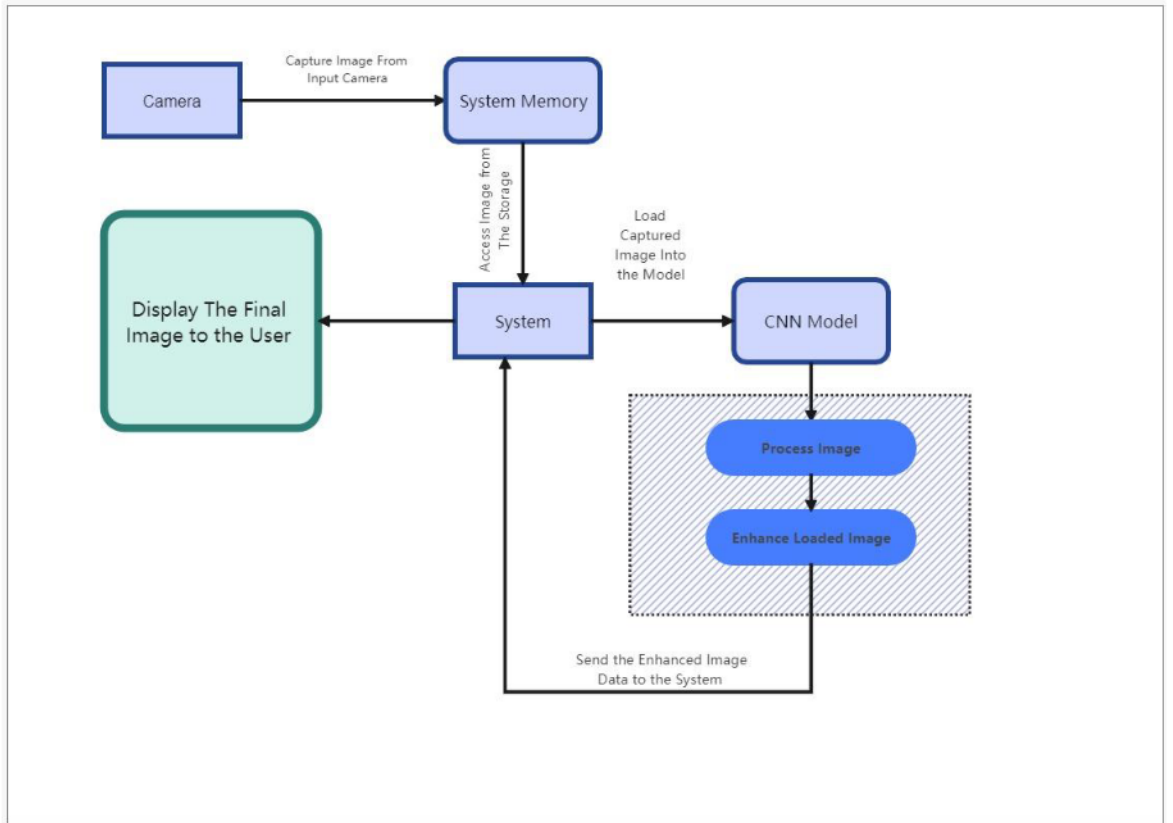 Capture Image From
Input Camera
Camera
System Memory
Access Image from
The Storage
Load
Captured
Image Into
the Model
Display The Final
Image to the User
System
CNN Model
Process Image
Enhance Loaded Image
Send the Enhanced Image
Data to the System